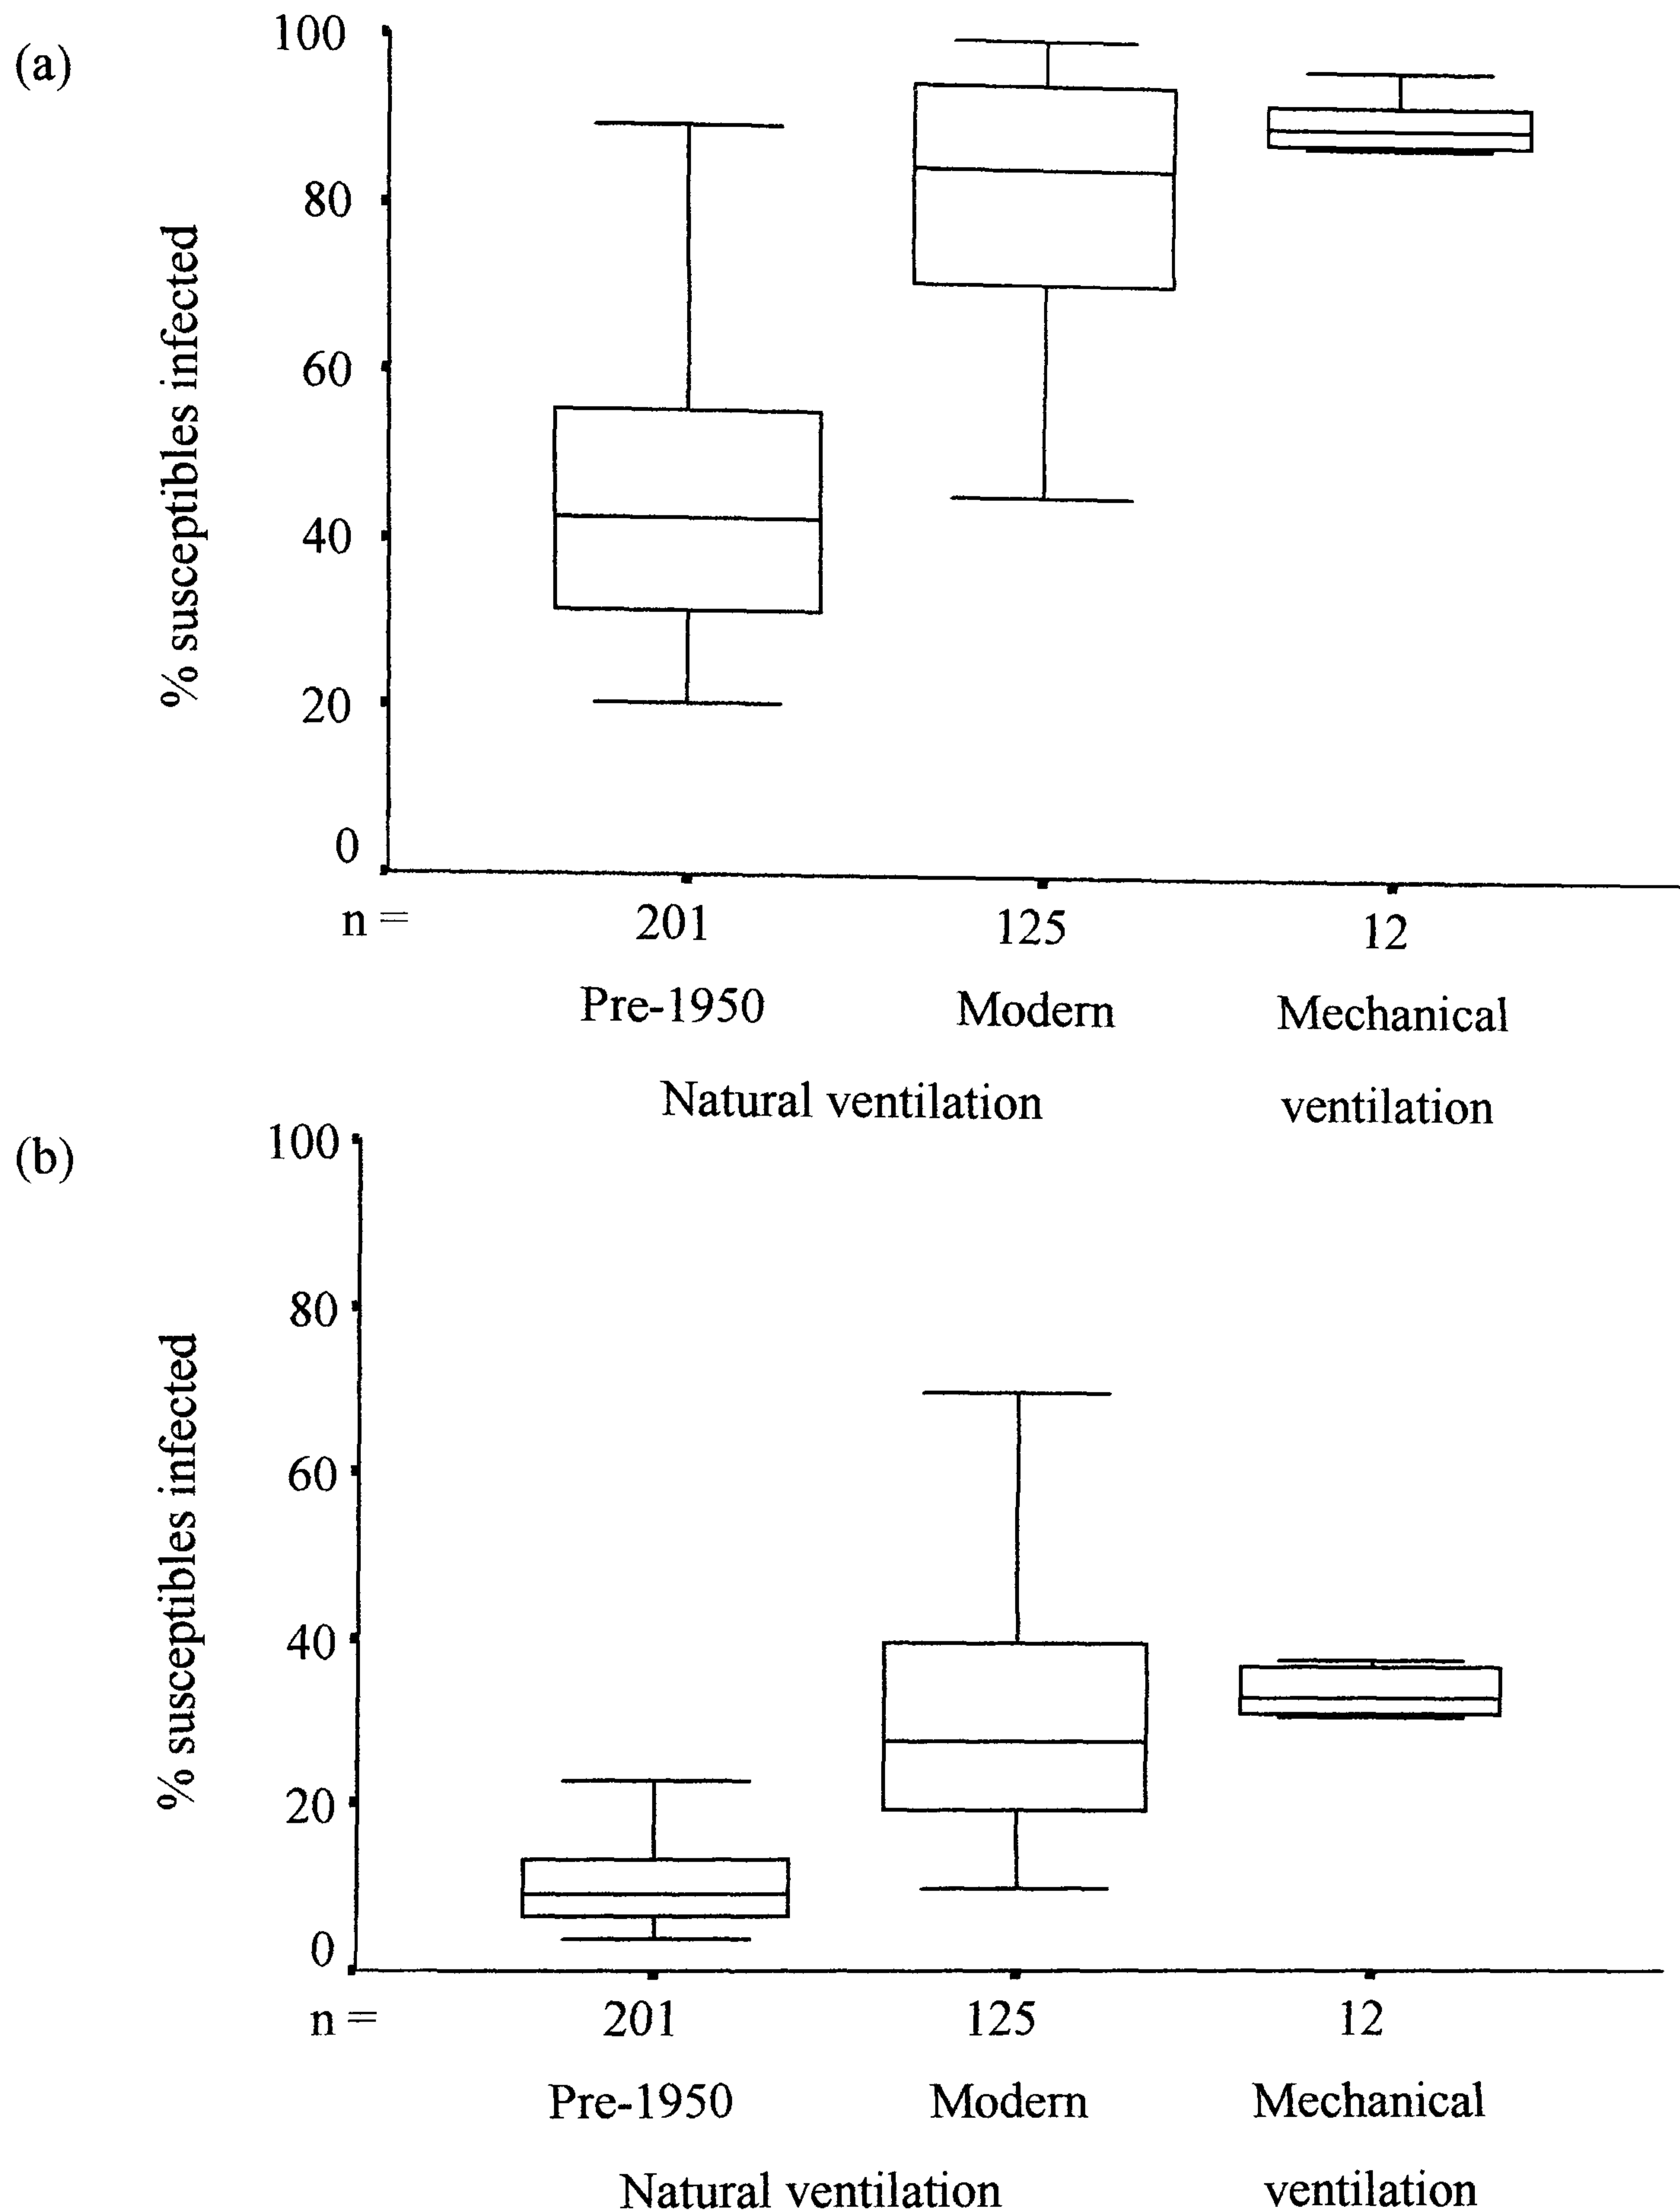 (a)
% susceptibles infected
100
80
60
40
20
0
n = 201 125 12
Pre-1950 Modern Mechanical
Natural ventilation ventilation
(b)
% susceptibles infected
100
80
60
40
20
0
n = 201 125 12
Pre-1950 Modern Mechanical
Natural ventilation ventilation